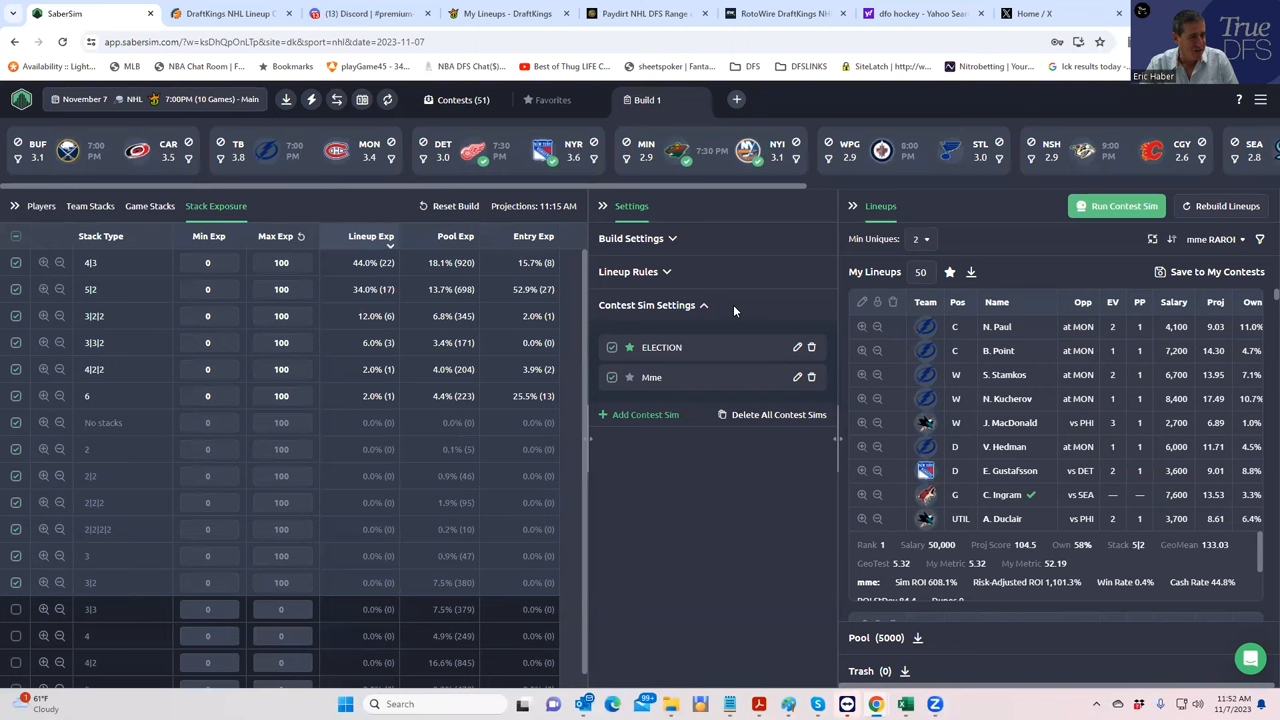 SaberSim
DraftKings NHL Lineup O
(13) Discord | #premium-
My Lineups - DraftKings
Paydirt NHL DFS Range
RotoWire DraftKings NH
dfo hockey - Yahoo Sear
Home / X
app.sabersim.com/?w=ksDhQpOnLTp&site=dk&sport=nhl&date=2023-11-07
Availability :: Light...
MLB
NBA Chat Room / F...
playGame45 - 34...
NBA DFS Chat($)...
Best of Thug LIFE C...
sheetspoker | Fanta...
DFS
DFSLINKS
SiteLatch | http://w...
Nitrobetting | Your...
Ick results today -...
Eric Haber
True
DFS
November 7 NHL 7:00PM (10 Games) - Main
Contests (51)
Favorites
Build 1
?
BUF 3.1 7:00 PM CAR 3.5
TB 3.8 7:00 PM MON 3.4
DET 3.0 7:30 PM NYR 3.6
MIN 2.9 7:30 PM NYI 3.1
WPG 2.9 8:00 PM STL 3.0
NSH 2.9 9:00 PM CGY 2.6
SEA 2.8
Players Team Stacks Game Stacks Stack Exposure Reset Build Projections: 11:15 AM
Settings
Lineups Run Contest Sim Rebuild Lineups
Stack Type Min Exp Max Exp Lineup Exp Pool Exp Entry Exp
4|3 0 100 44.0% (22) 18.1% (920) 15.7% (8)
5|2 0 100 34.0% (17) 13.7% (698) 52.9% (27)
3|2|2 0 100 12.0% (6) 6.8% (345) 2.0% (1)
3|3|2 0 100 6.0% (3) 3.4% (171) 0.0% (0)
4|2|2 0 100 2.0% (1) 4.0% (204) 3.9% (2)
6 0 100 2.0% (1) 4.4% (223) 25.5% (13)
No stacks 0 100 0.0% (0) 0.0% (0) 0.0% (0)
2 0 100 0.0% (0) 0.1% (5) 0.0% (0)
2|2 0 100 0.0% (0) 0.9% (46) 0.0% (0)
2|2|2 0 100 0.0% (0) 1.9% (95) 0.0% (0)
2|2|2|2 0 100 0.0% (0) 0.2% (10) 0.0% (0)
3 0 100 0.0% (0) 0.9% (47) 0.0% (0)
3|2 0 100 0.0% (0) 7.5% (380) 0.0% (0)
3|3 0 0 0.0% (0) 7.5% (379) 0.0% (0)
4 0 0 0.0% (0) 4.9% (249) 0.0% (0)
4|2 0 0 0.0% (0) 16.6% (845) 0.0% (0)
Build Settings
Lineup Rules
Contest Sim Settings
ELECTION
Mme
+ Add Contest Sim Delete All Contest Sims
Min Uniques: 2 mme RAROI
My Lineups 50 Save to My Contests
Team Pos Name Opp EV PP Salary Proj Own
C N. Paul at MON 2 1 4,100 9.03 11.0%
C B. Point at MON 1 1 7,200 14.30 4.7%
W S. Stamkos at MON 2 1 6,700 13.95 7.1%
W N. Kucherov at MON 1 1 8,400 17.49 10.7%
W J. MacDonald vs PHI 3 1 2,700 6.89 1.0%
D V. Hedman at MON 1 1 6,000 11.71 4.5%
D E. Gustafsson vs DET 2 1 3,600 9.01 8.8%
G C. Ingram vs SEA — — 7,600 13.53 3.3%
UTIL A. Duclair vs PHI 2 1 3,700 8.61 6.4%
Rank 1 Salary 50,000 Proj Score 104.5 Own 58% Stack 5|2 GeoMean 133.03
GeoTest 5.32 My Metric 5.32 My Metric 52.19
mme: Sim ROI 608.1% Risk-Adjusted ROI 1,101.3% Win Rate 0.4% Cash Rate 44.8%
ROI StDev 84.4 Dupes 0
Pool (5000)
Trash (0)
1
61°F
Cloudy
Search
99+
11:52 AM
11/7/2023